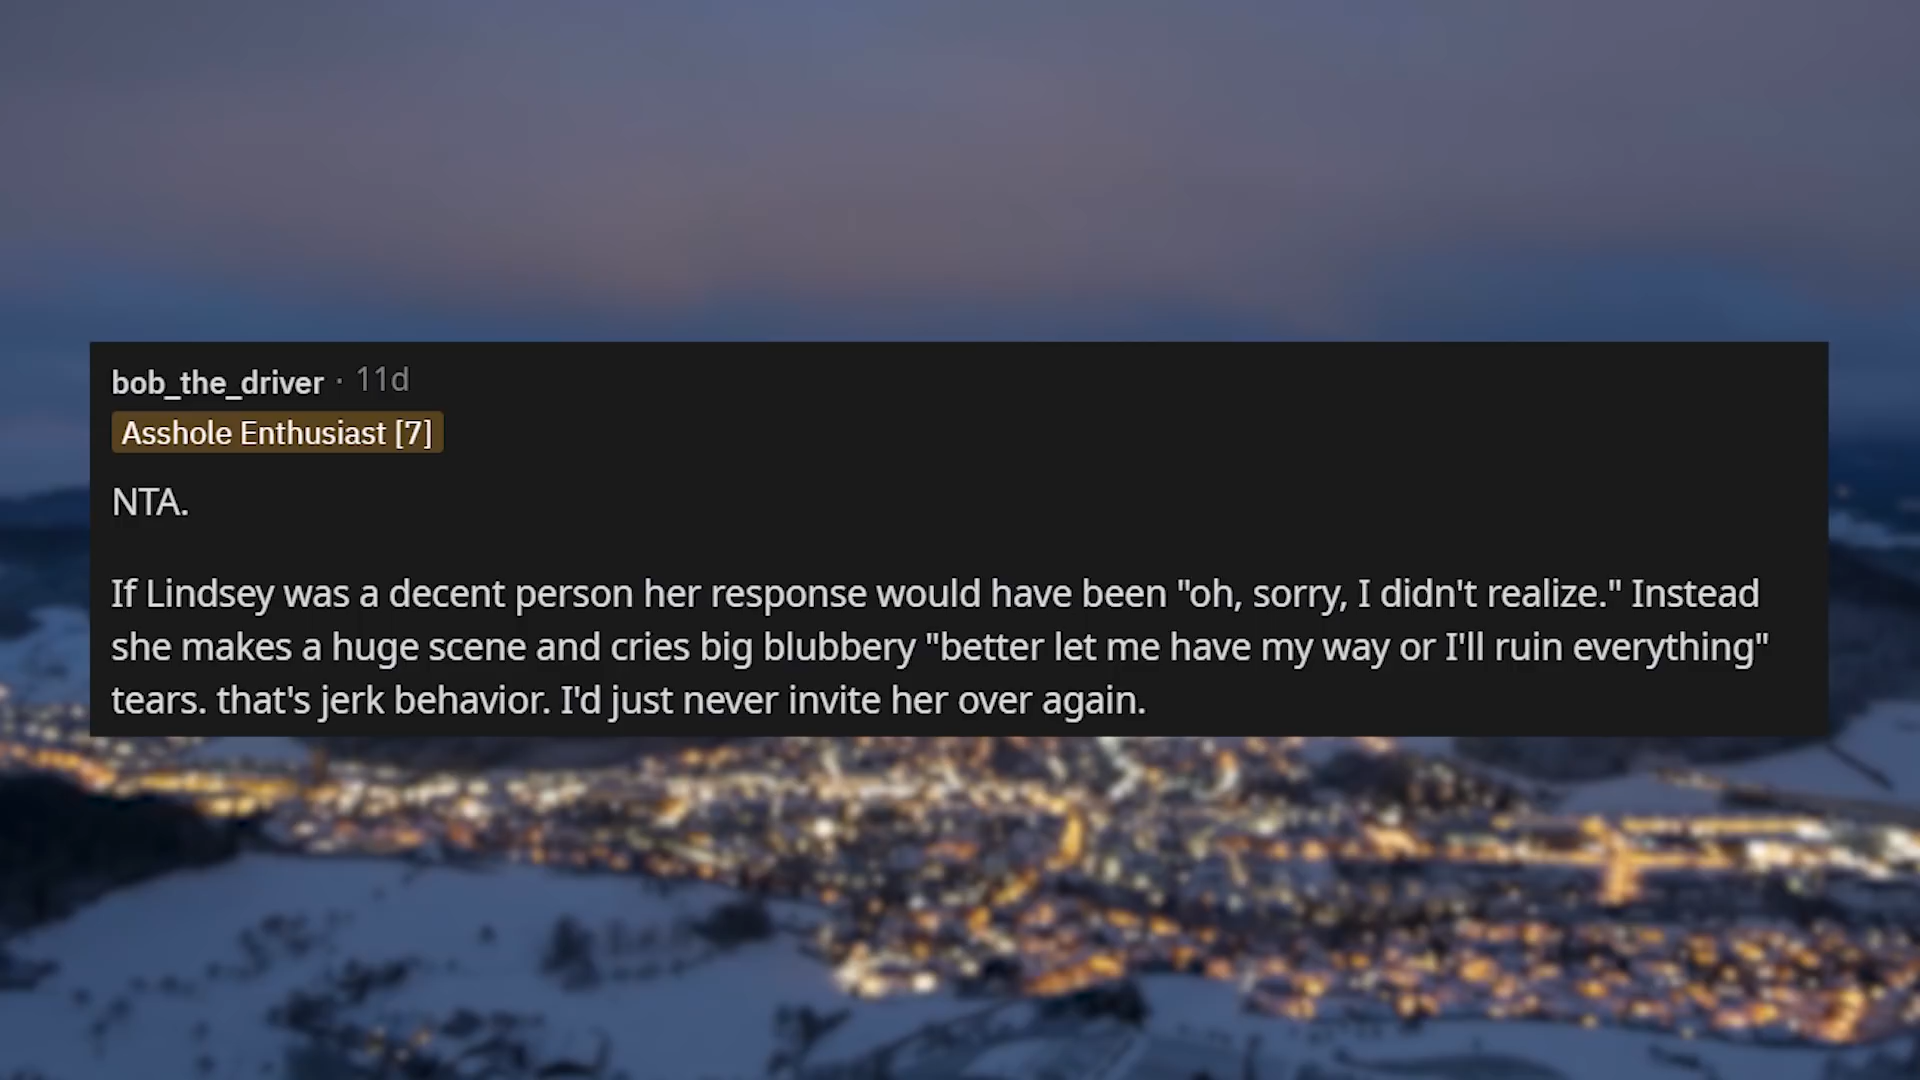 bob_the_driver · 11d
Asshole Enthusiast [7]
NTA.
If Lindsey was a decent person her response would have been "oh, sorry, I didn't realize." Instead
she makes a huge scene and cries big blubbery "better let me have my way or I'll ruin everything"
tears. that's jerk behavior. I'd just never invite her over again.